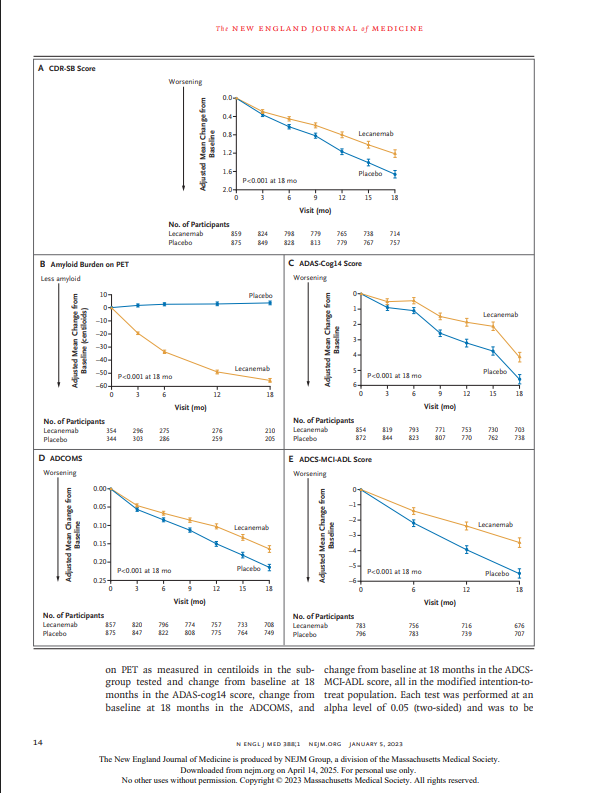 The NEW ENGLAND JOURNAL of MEDICINE
A CDR-SB Score
Worsening
Adjusted Mean Change from
Baseline
0.0
0.4
0.8
1.2
1.6
2.0
Lecanemab
Placebo
P<0.001 at 18 mo
0 3 6 9 12 15 18
Visit (mo)
No. of Participants
Lecanemab 859 824 798 779 765 738 714
Placebo 875 849 828 813 779 767 757
B Amyloid Burden on PET
Less amyloid
Adjusted Mean Change from
Baseline (centiloids)
10
0
−10
−20
−30
−40
−50
−60
Placebo
Lecanemab
P<0.001 at 18 mo
0 3 6 12 18
Visit (mo)
No. of Participants
Lecanemab 354 296 275 276 210
Placebo 344 303 286 259 205
C ADAS-Cog14 Score
Worsening
Adjusted Mean Change from
Baseline
0
1
2
3
4
5
6
Lecanemab
Placebo
P<0.001 at 18 mo
0 3 6 9 12 15 18
Visit (mo)
No. of Participants
Lecanemab 854 819 793 771 753 730 703
Placebo 872 844 823 807 770 762 738
D ADCOMS
Worsening
Adjusted Mean Change from
Baseline
0.00
0.05
0.10
0.15
0.20
0.25
Lecanemab
Placebo
P<0.001 at 18 mo
0 3 6 9 12 15 18
Visit (mo)
No. of Participants
Lecanemab 857 820 796 774 757 733 708
Placebo 875 847 822 808 775 764 749
E ADCS-MCI-ADL Score
Worsening
Adjusted Mean Change from
Baseline
0
−1
−2
−3
−4
−5
−6
Lecanemab
Placebo
P<0.001 at 18 mo
0 6 12 18
Visit (mo)
No. of Participants
Lecanemab 783 756 716 676
Placebo 796 783 739 707
on PET as measured in centiloids in the sub-
group tested and change from baseline at 18
months in the ADAS-cog14 score, change from
baseline at 18 months in the ADCOMS, and
change from baseline at 18 months in the ADCS-
MCI-ADL score, all in the modified intention-to-
treat population. Each test was performed at an
alpha level of 0.05 (two-sided) and was to be
14
N ENGL J MED 388;1 NEJM.ORG JANUARY 5, 2023
The New England Journal of Medicine is produced by NEJM Group, a division of the Massachusetts Medical Society.
Downloaded from nejm.org on April 14, 2025. For personal use only.
No other uses without permission. Copyright © 2023 Massachusetts Medical Society. All rights reserved.